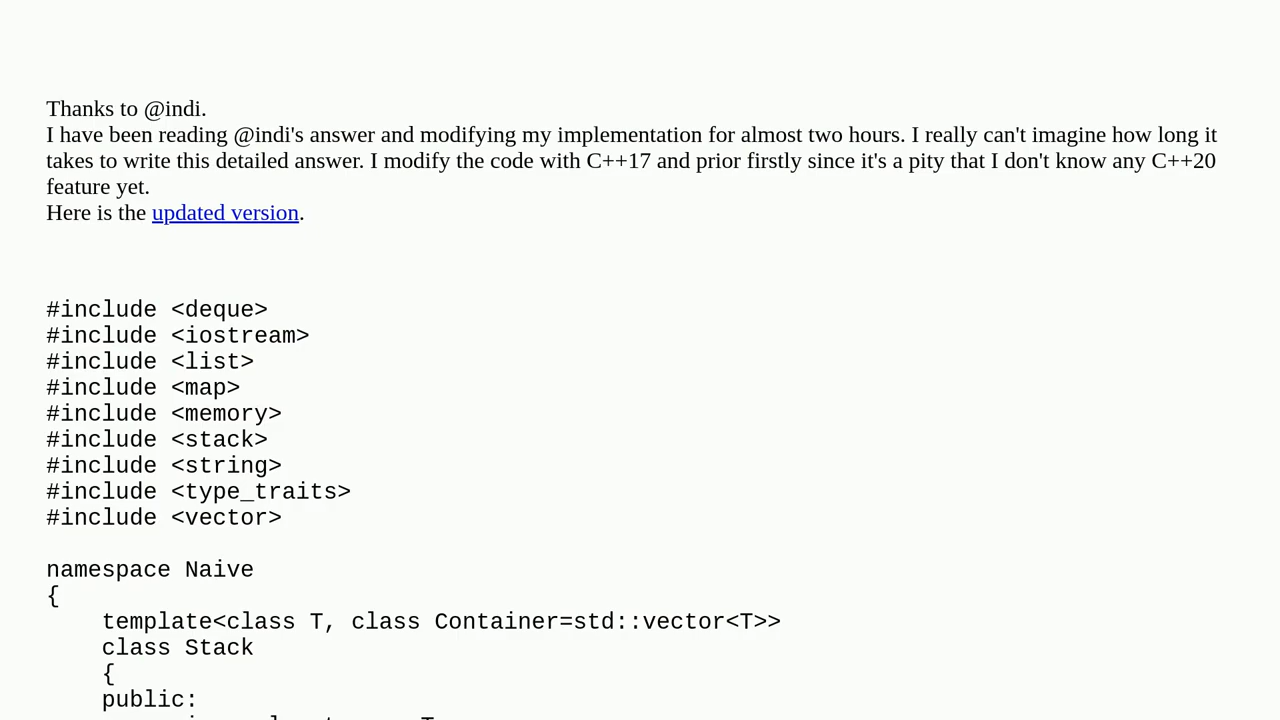 Thanks to @indi.
I have been reading @indi's answer and modifying my implementation for almost two hours. I really can't imagine how long it
takes to write this detailed answer. I modify the code with C++17 and prior firstly since it's a pity that I don't know any C++20
feature yet.
Here is the updated version.
#include <deque>
#include <iostream>
#include <list>
#include <map>
#include <memory>
#include <stack>
#include <string>
#include <type_traits>
#include <vector>
namespace Naive
{
    template<class T, class Container=std::vector<T>>
    class Stack
    {
    public: